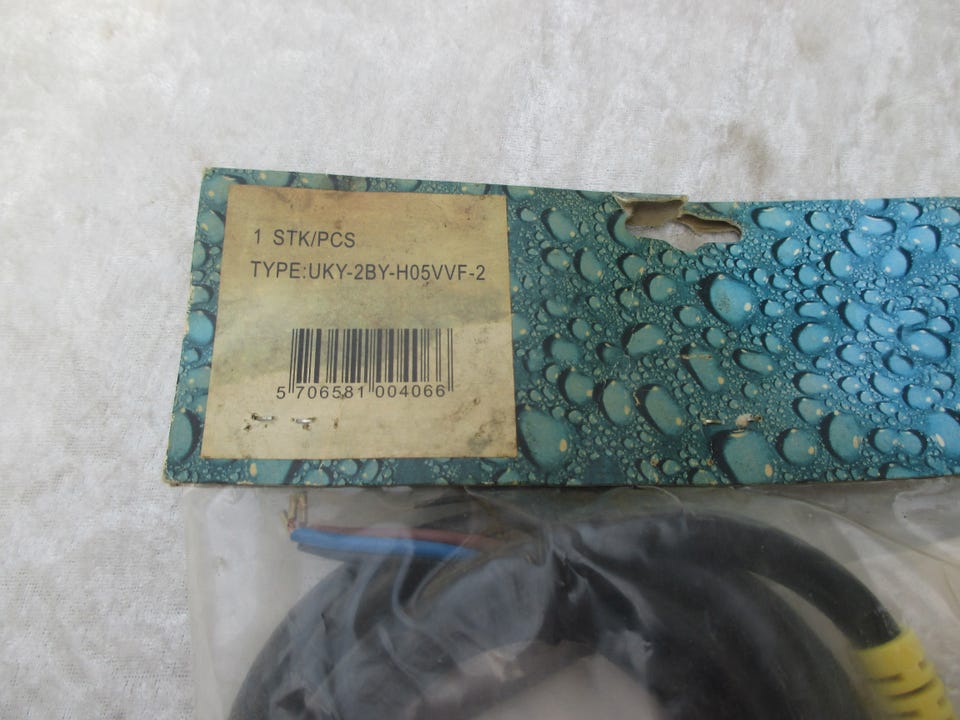 1 STK/PCS
TYPE:UKY-2BY-H05VVF-2
5 706581 004066